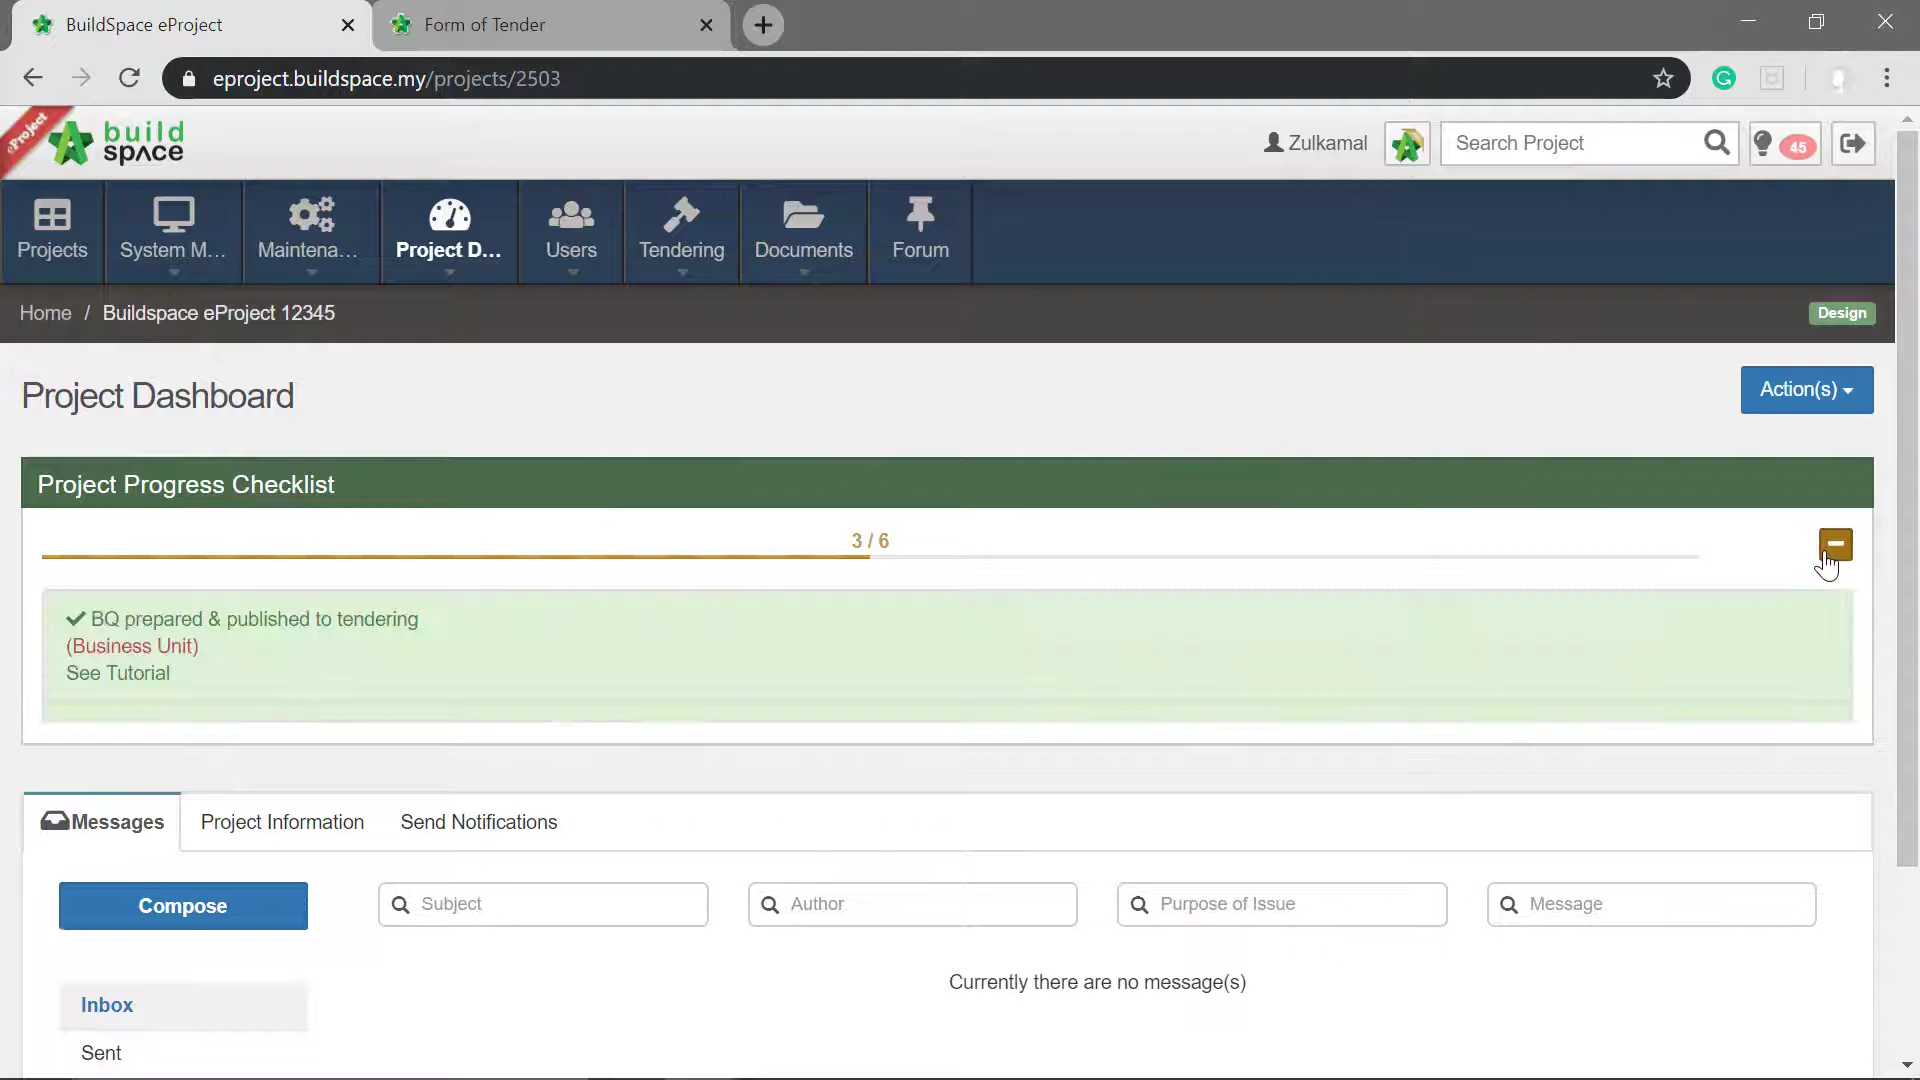 BuildSpace eProject
Form of Tender
eproject.buildspace.my/projects/2503
eProject
build
spʌce
Zulkamal
Search Project
45
Projects
System M...
Maintena...
Project D...
Users
Tendering
Documents
Forum
Home / Buildspace eProject 12345
Design
Project Dashboard
Action(s)
Project Progress Checklist
3 / 6
BQ prepared & published to tendering
(Business Unit)
See Tutorial
Messages
Project Information
Send Notifications
Compose
Subject
Author
Purpose of Issue
Message
Currently there are no message(s)
Inbox
Sent